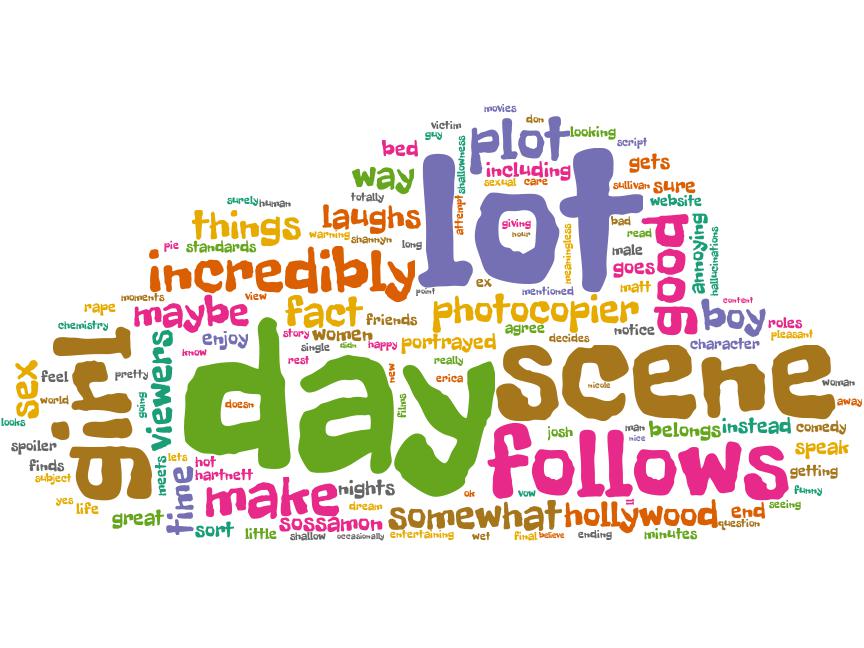 movies
don
victim
guy
plot
looking
script
bed
shallowness
including
gets
way
sexual
care
sullivan
sure
surely
human
totally
lot
website
things
laughs
attempt
giving
bad
good
annoying
warning
shannyn
hour
meaningless
read
pie
standards
long
male
hallucinations
incredibly
goes
ex
matt
moments
view
point
mentioned
content
rape
maybe
fact
friends
photocopier
boy
roles
chemistry
agree
notice
pleasant
girl
viewers
enjoy
story
women
portrayed
decides
character
know
single
didn
happy
day
scene
sex
feel
pretty
rest
new
really
erica
nicole
woman
world
going
doesn
films
away
looks
follows
josh
man
belongs
instead
comedy
nice
spoiler
meets
lets
speak
finds
hot
subject
hartnett
getting
time
make
nights
ok
vow
funny
yes
life
dream
seeing
great
sossamon
somewhat
hollywood
end
question
sort
little
shallow
occasionally
entertaining
wet
final
believe
ending
minutes